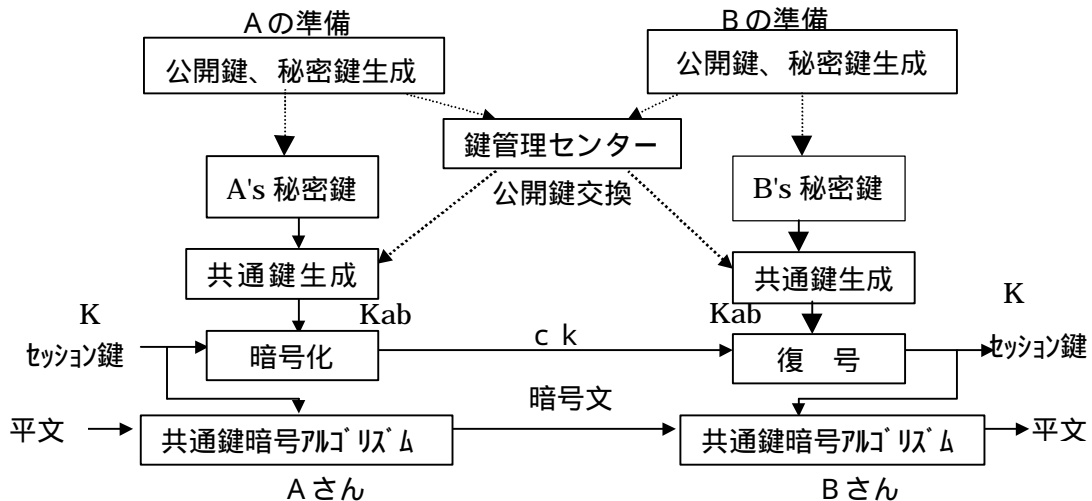 Aの準備
Bの準備
公開鍵、秘密鍵生成
公開鍵、秘密鍵生成
鍵管理センター
A's 秘密鍵
公開鍵交換
B's 秘密鍵
共通鍵生成
共通鍵生成
K
Kab
Kab
K
セッション鍵
暗号化
ck
復 号
セッション鍵
平文
共通鍵暗号アルゴリズム
暗号文
共通鍵暗号アルゴリズム
平文
Aさん
Bさん